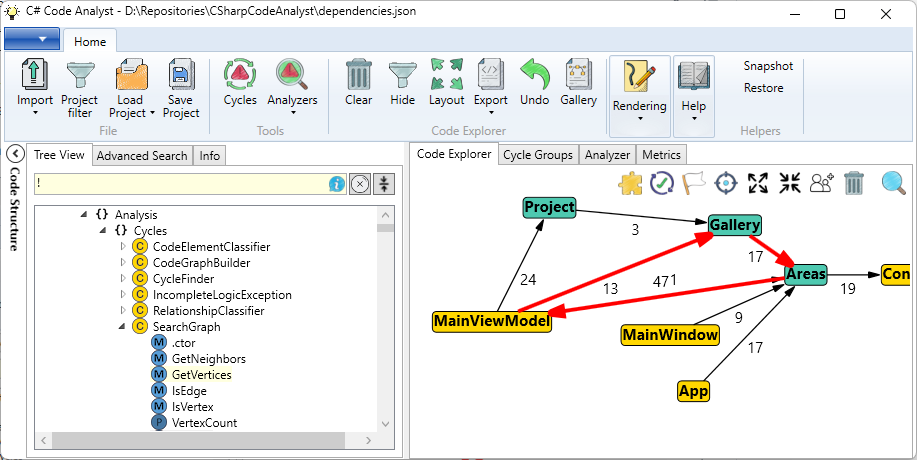 C# Code Analyst - D:\Repositories\CSharpCodeAnalyst\dependencies.json
Home
Import
Project filter
Load Project
Save Project
File
Cycles
Analyzers
Tools
Clear
Hide
Layout
Export
Undo
Gallery
Code Explorer
Rendering
Help
Snapshot
Restore
Helpers
Code Structure
Tree View
Advanced Search
Info
!
{} Analysis
{} Cycles
C CodeElementClassifier
C CodeGraphBuilder
C CycleFinder
C IncompleteLogicException
C RelationshipClassifier
C SearchGraph
M .ctor
M GetNeighbors
M GetVertices
M IsEdge
M IsVertex
P VertexCount
Code Explorer
Cycle Groups
Analyzer
Metrics
Project
3
Gallery
17
24
13
471
Areas
19
Con
MainViewModel
9
MainWindow
17
App